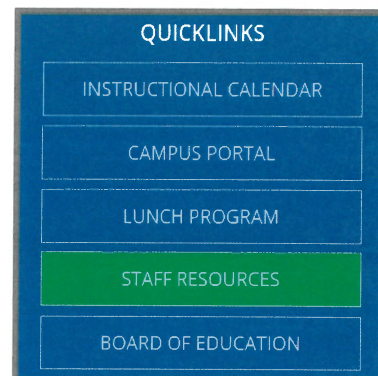 QUICKLINKS
INSTRUCTIONAL CALENDAR
CAMPUS PORTAL
LUNCH PROGRAM
STAFF RESOURCES
BOARD OF EDUCATION